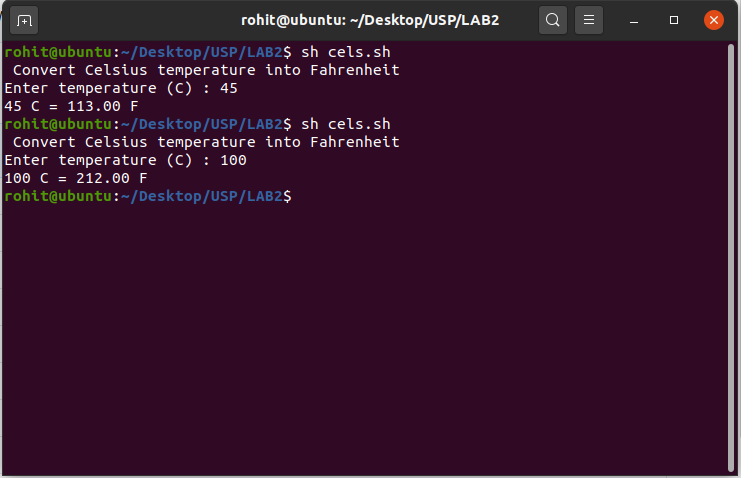 rohit@ubuntu: ~/Desktop/USP/LAB2
rohit@ubuntu:~/Desktop/USP/LAB2$ sh cels.sh
 Convert Celsius temperature into Fahrenheit
Enter temperature (C) : 45
45 C = 113.00 F
rohit@ubuntu:~/Desktop/USP/LAB2$ sh cels.sh
 Convert Celsius temperature into Fahrenheit
Enter temperature (C) : 100
100 C = 212.00 F
rohit@ubuntu:~/Desktop/USP/LAB2$